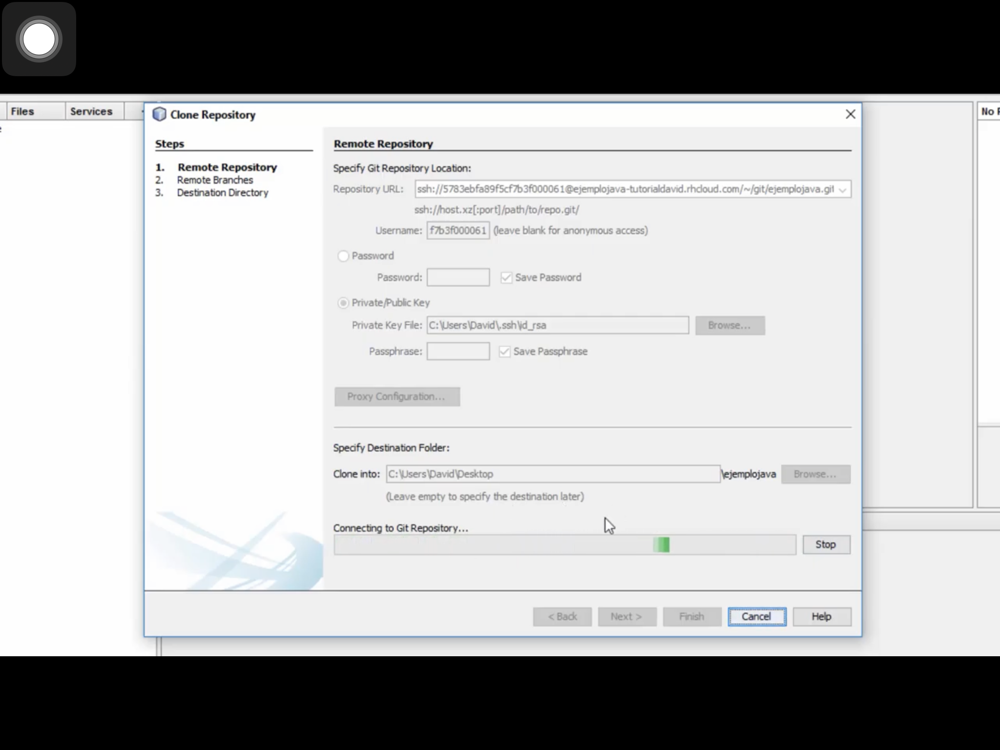 Files
Services
No
Clone Repository
Steps
1. Remote Repository
2. Remote Branches
3. Destination Directory
Remote Repository
Specify Git Repository Location:
Repository URL: ssh://5783ebfa89f5cf7b3f000061@ejemplojava-tutorialdavid.rhcloud.com/~/git/ejemplojava.git
ssh://host.xz[:port]/path/to/repo.git/
Username: f7b3f000061 (leave blank for anonymous access)
Password
Password: Save Password
Private/Public Key
Private Key File: C:\Users\David\.ssh\id_rsa Browse...
Passphrase: Save Passphrase
Proxy Configuration...
Specify Destination Folder:
Clone into: C:\Users\David\Desktop \ejemplojava Browse...
(Leave empty to specify the destination later)
Connecting to Git Repository...
Stop
< Back Next > Finish Cancel Help